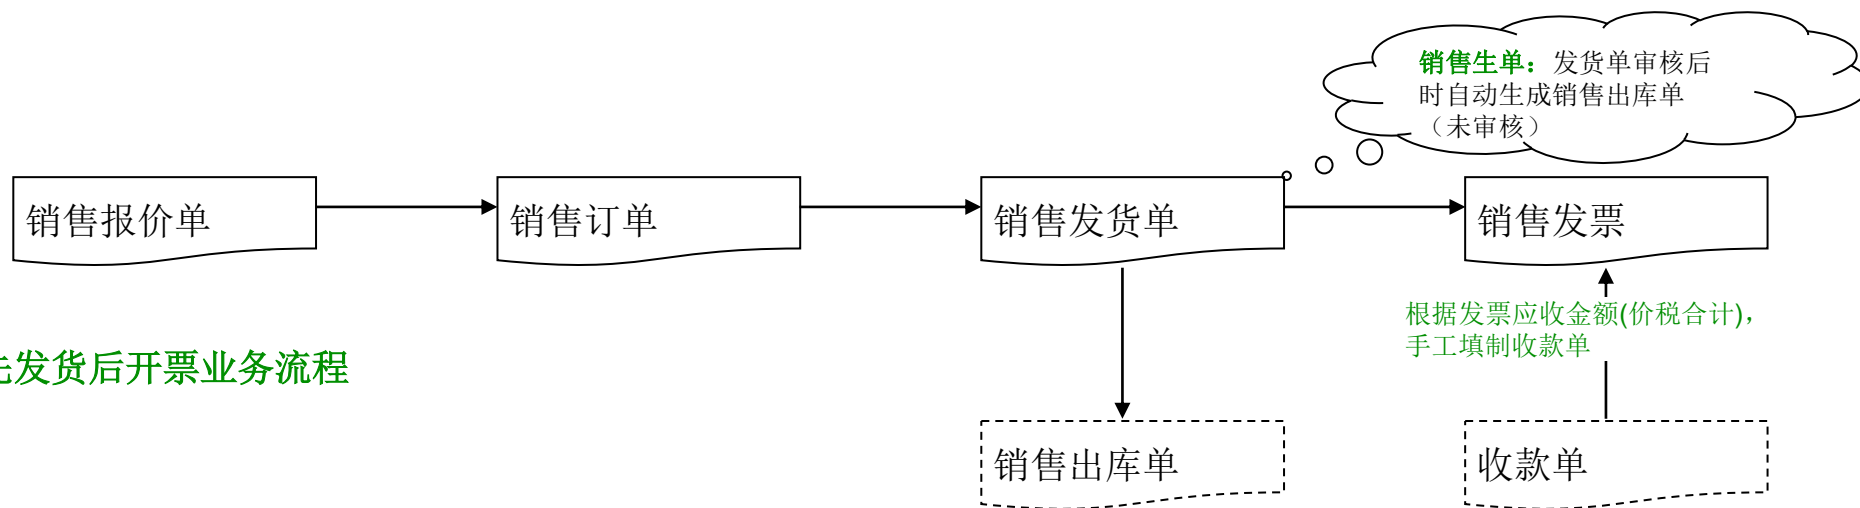 销售生单：发货单审核后
时自动生成销售出库单
（未审核）
销售报价单
销售订单
销售发货单
销售发票
根据发票应收金额(价税合计)，
手工填制收款单
先发货后开票业务流程
销售出库单
收款单